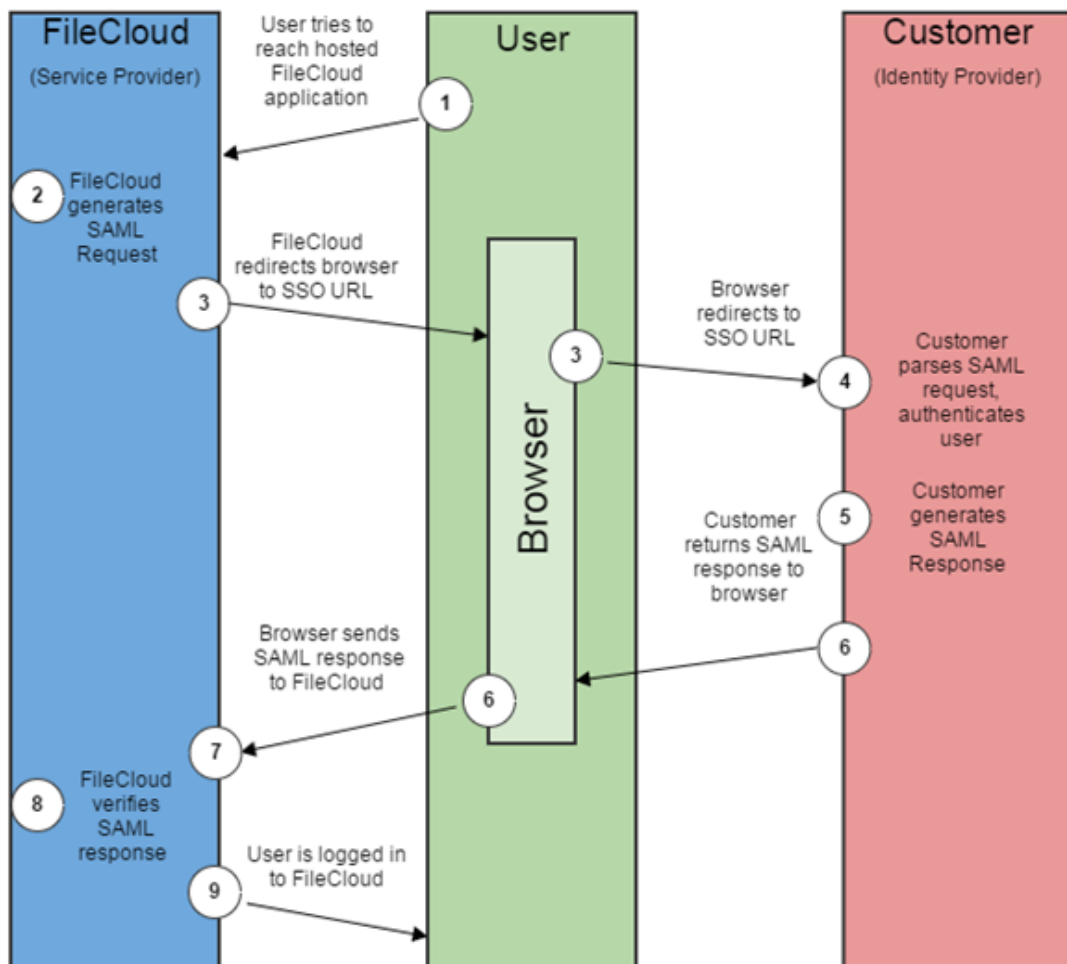 FileCloud
(Service Provider)
User
Customer
(Identity Provider)
User tries to
reach hosted
FileCloud
application
1
2
FileCloud
generates
SAML
Request
FileCloud
redirects browser
to SSO URL
3
3
Browser
redirects to
SSO URL
4
Customer
parses SAML
request,
authenticates
user
Browser
5
Customer
generates
SAML
Response
Customer
returns SAML
response to
browser
6
Browser sends
SAML response
to FileCloud
6
7
8
FileCloud
verifies
SAML
response
User is logged in
to FileCloud
9